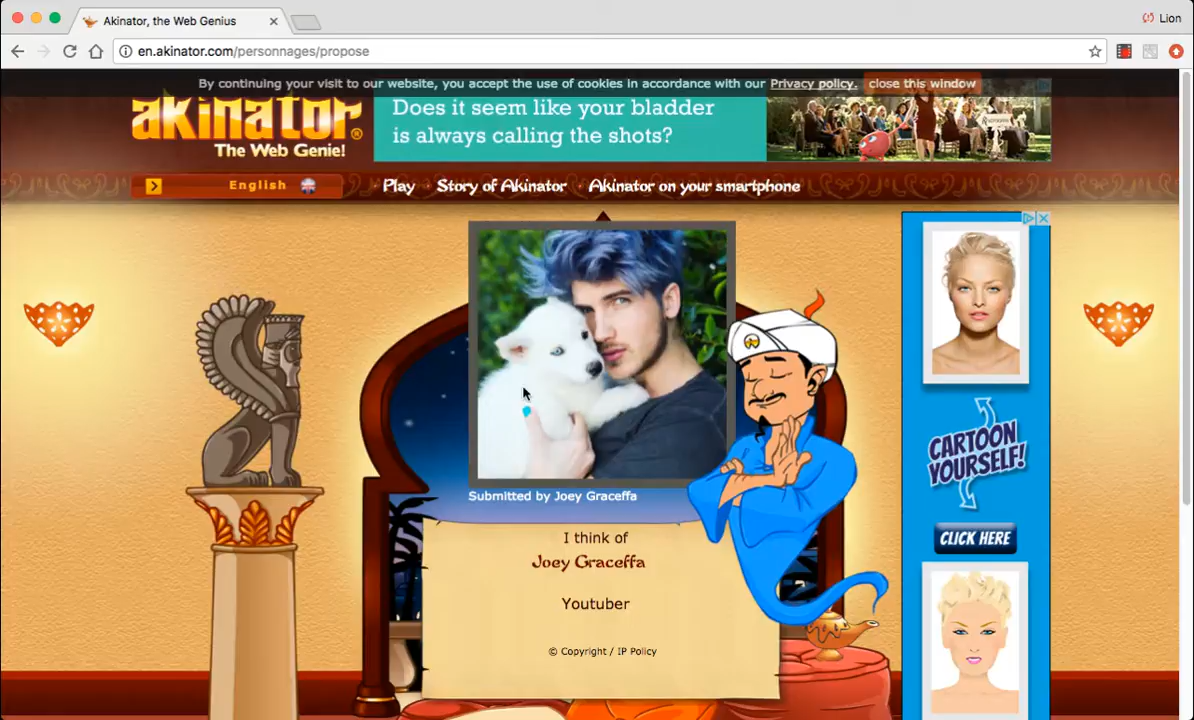 Akinator, the Web Genius
Lion
en.akinator.com/personnages/propose
By continuing your visit to our website, you accept the use of cookies in accordance with our Privacy policy. close this window
akinator®
The Web Genie!
Does it seem like your bladder
is always calling the shots?
English
· Play · Story of Akinator · Akinator on your smartphone
Submitted by Joey Graceffa
I think of
Joey Graceffa
Youtuber
© Copyright / IP Policy
CARTOON
YOURSELF!
CLICK HERE